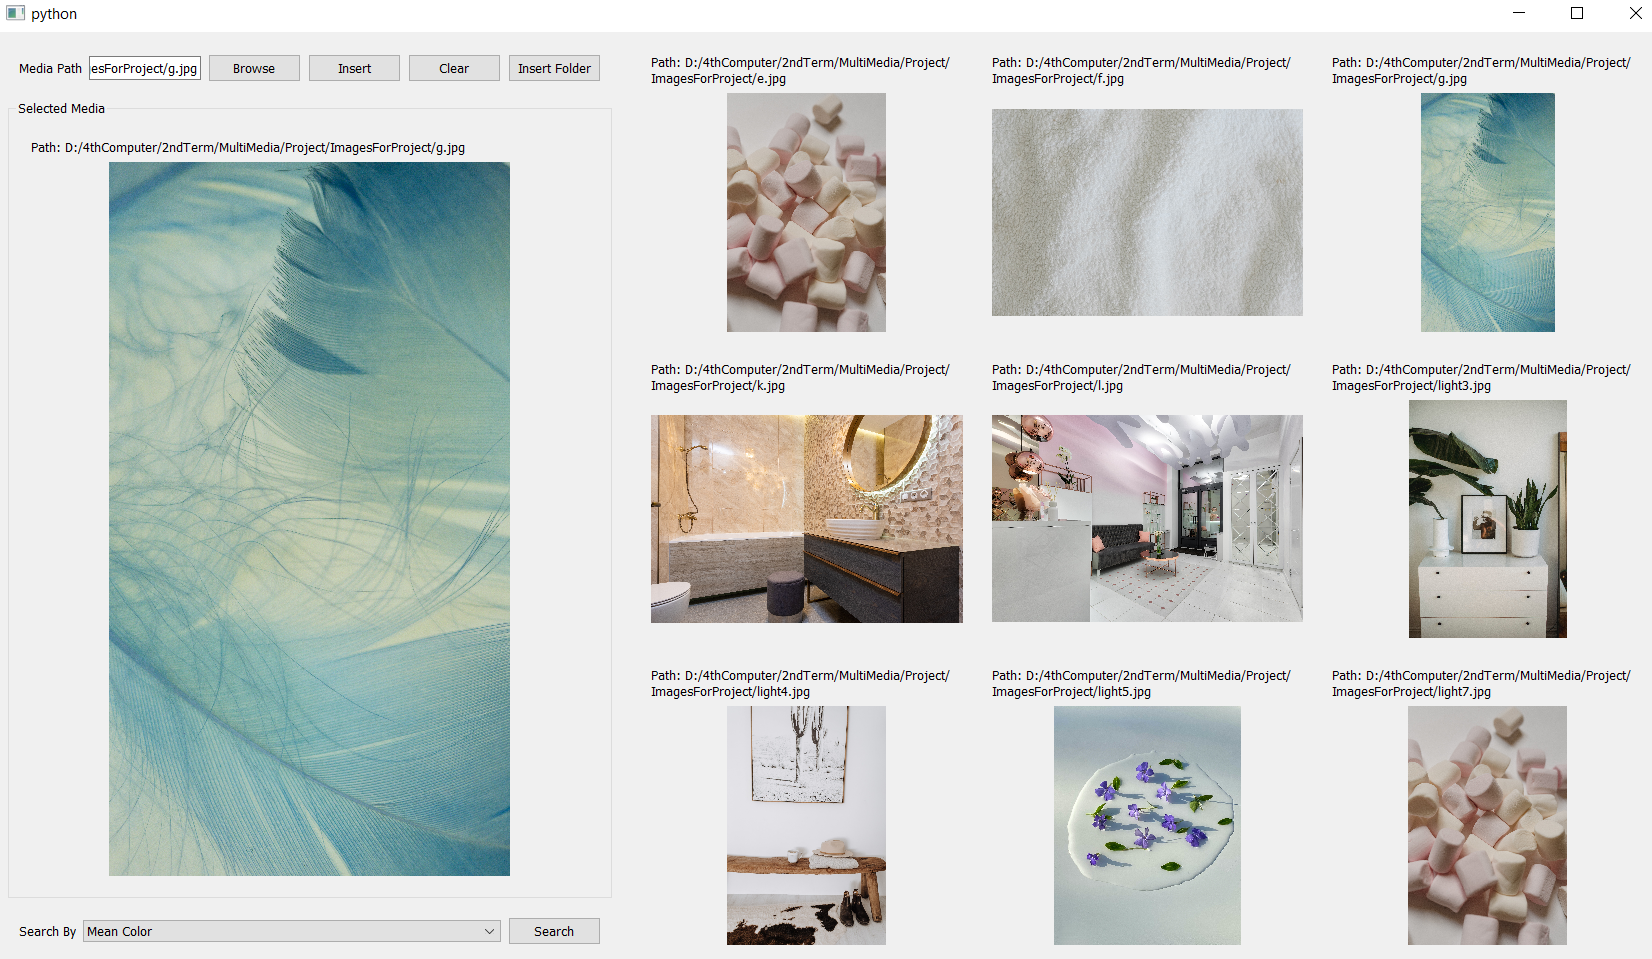 python
Media Path esForProject/g.jpg Browse Insert Clear Insert Folder
Selected Media
Path: D:/4thComputer/2ndTerm/MultiMedia/Project/ImagesForProject/g.jpg
Search By Mean Color Search
Path: D:/4thComputer/2ndTerm/MultiMedia/Project/
ImagesForProject/e.jpg
Path: D:/4thComputer/2ndTerm/MultiMedia/Project/
ImagesForProject/f.jpg
Path: D:/4thComputer/2ndTerm/MultiMedia/Project/
ImagesForProject/g.jpg
Path: D:/4thComputer/2ndTerm/MultiMedia/Project/
ImagesForProject/k.jpg
Path: D:/4thComputer/2ndTerm/MultiMedia/Project/
ImagesForProject/l.jpg
Path: D:/4thComputer/2ndTerm/MultiMedia/Project/
ImagesForProject/light3.jpg
Path: D:/4thComputer/2ndTerm/MultiMedia/Project/
ImagesForProject/light4.jpg
Path: D:/4thComputer/2ndTerm/MultiMedia/Project/
ImagesForProject/light5.jpg
Path: D:/4thComputer/2ndTerm/MultiMedia/Project/
ImagesForProject/light7.jpg